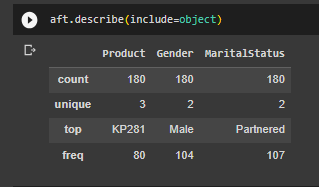 aft.describe(include=object)
Product Gender MaritalStatus
count 180 180 180
unique 3 2 2
top KP281 Male Partnered
freq 80 104 107